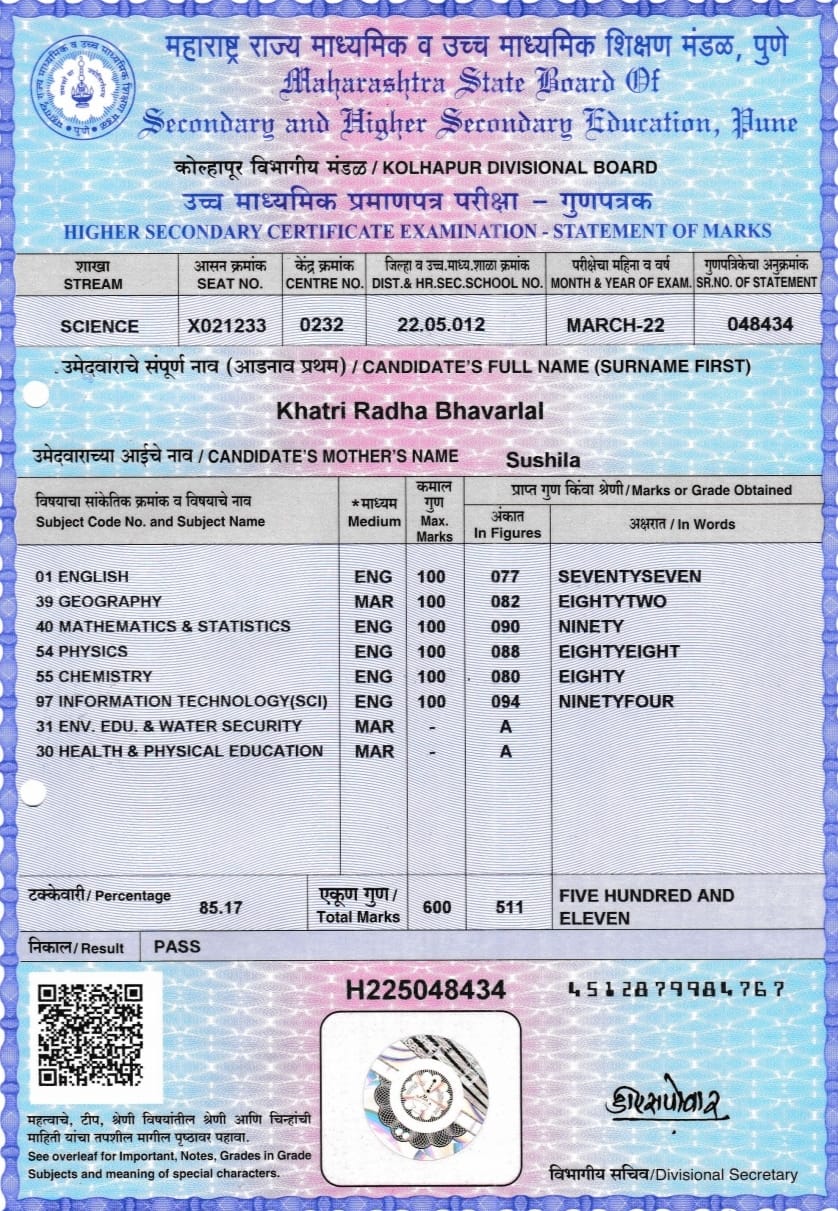 महाराष्ट्र राज्य माध्यमिक व उच्च माध्यमिक शिक्षण मंडळ, पुणे
Maharashtra State Board Of
Secondary and Higher Secondary Education, Pune
कोल्हापूर विभागीय मंडळ / KOLHAPUR DIVISIONAL BOARD
उच्च माध्यमिक प्रमाणपत्र परीक्षा – गुणपत्रक
HIGHER SECONDARY CERTIFICATE EXAMINATION - STATEMENT OF MARKS
शाखा आसन क्रमांक केंद्र क्रमांक जिल्हा व उच्च.माध्य.शाळा क्रमांक परीक्षेचा महिना व वर्ष गुणपत्रिकेचा अनुक्रमांक
STREAM SEAT NO. CENTRE NO. DIST.& HR.SEC.SCHOOL NO. MONTH & YEAR OF EXAM. SR.NO. OF STATEMENT
SCIENCE X021233 0232 22.05.012 MARCH-22 048434
उमेदवाराचे संपूर्ण नाव (आडनाव प्रथम) / CANDIDATE'S FULL NAME (SURNAME FIRST)
Khatri Radha Bhavarlal
उमेदवाराच्या आईचे नाव / CANDIDATE'S MOTHER'S NAME Sushila
विषयाचा सांकेतिक क्रमांक व विषयाचे नाव
Subject Code No. and Subject Name
*माध्यम
Medium
कमाल
गुण
Max.
Marks
प्राप्त गुण किंवा श्रेणी/Marks or Grade Obtained
अंकात
In Figures
अक्षरात / In Words
01 ENGLISH ENG 100 077 SEVENTYSEVEN
39 GEOGRAPHY MAR 100 082 EIGHTYTWO
40 MATHEMATICS & STATISTICS ENG 100 090 NINETY
54 PHYSICS ENG 100 088 EIGHTYEIGHT
55 CHEMISTRY ENG 100 080 EIGHTY
97 INFORMATION TECHNOLOGY(SCI) ENG 100 094 NINETYFOUR
31 ENV. EDU. & WATER SECURITY MAR - A
30 HEALTH & PHYSICAL EDUCATION MAR - A
टक्केवारी/ Percentage 85.17
एकूण गुण/
Total Marks
600 511
FIVE HUNDRED AND
ELEVEN
निकाल/ Result PASS
H225048434
4512879984767
महत्वाचे, टीप, श्रेणी विषयांतील श्रेणी आणि चिन्हांची
माहिती यांचा तपशील मागील पृष्ठावर पहावा.
See overleaf for Important, Notes, Grades in Grade
Subjects and meaning of special characters.
विभागीय सचिव/Divisional Secretary